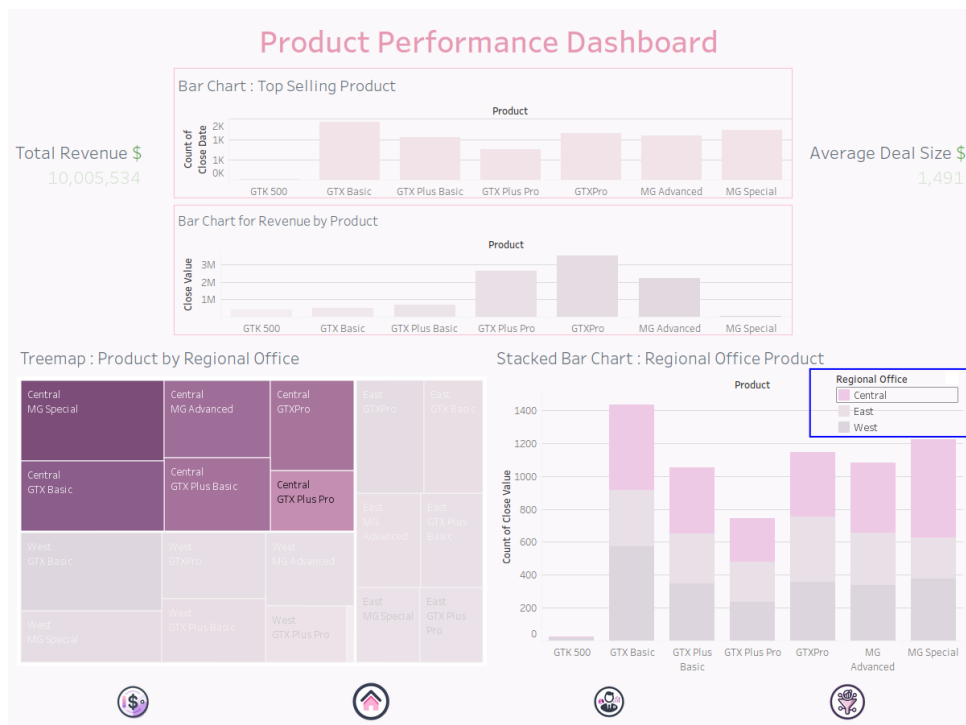 Product Performance Dashboard
Bar Chart : Top Selling Product
Product
Count of
Close Date
2K
1K
1K
0K
GTK 500
GTX Basic
GTX Plus Basic
GTX Plus Pro
GTXPro
MG Advanced
MG Special
Total Revenue $
10,005,534
Average Deal Size $
1,491
Bar Chart for Revenue by Product
Product
Close Value
3M
2M
1M
GTK 500
GTX Basic
GTX Plus Basic
GTX Plus Pro
GTXPro
MG Advanced
MG Special
Treemap : Product by Regional Office
Central
MG Special
Central
MG Advanced
Central
GTXPro
East
GTXPro
East
GTX Basic
Central
GTX Basic
Central
GTX Plus Basic
Central
GTX Plus Pro
East
MG
Advanced
East
GTX Plus
Basic
West
GTX Basic
West
GTXPro
West
MG Advanced
East
MG Special
East
GTX Plus
Pro
West
MG Special
West
GTX Plus Basic
West
GTX Plus Pro
Stacked Bar Chart : Regional Office Product
Product
Regional Office
Central
East
West
Count of Close Value
1400
1200
1000
800
600
400
200
0
GTK 500
GTX Basic
GTX Plus
Basic
GTX Plus Pro
GTXPro
MG
Advanced
MG Special
$